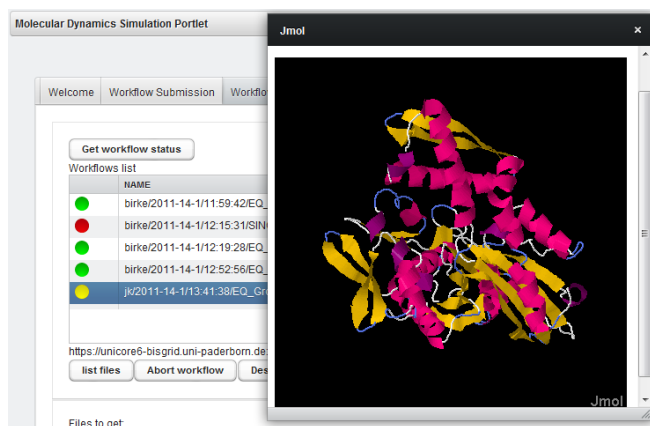 Molecular Dynamics Simulation Portlet
Jmol
×
Welcome
Workflow Submission
Get workflow status
Workflows list
NAME
birke/2011-14-1/11:59:42/EQ_
birke/2011-14-1/12:15:31/SIN
birke/2011-14-1/12:19:28/EQ_
birke/2011-14-1/12:52:56/EQ_
jk/2011-14-1/13:41:38/EQ_Gr
https://unicore6-bisgrid.uni-paderborn.de:
list files
Abort workflow
Files to get:
Jmol